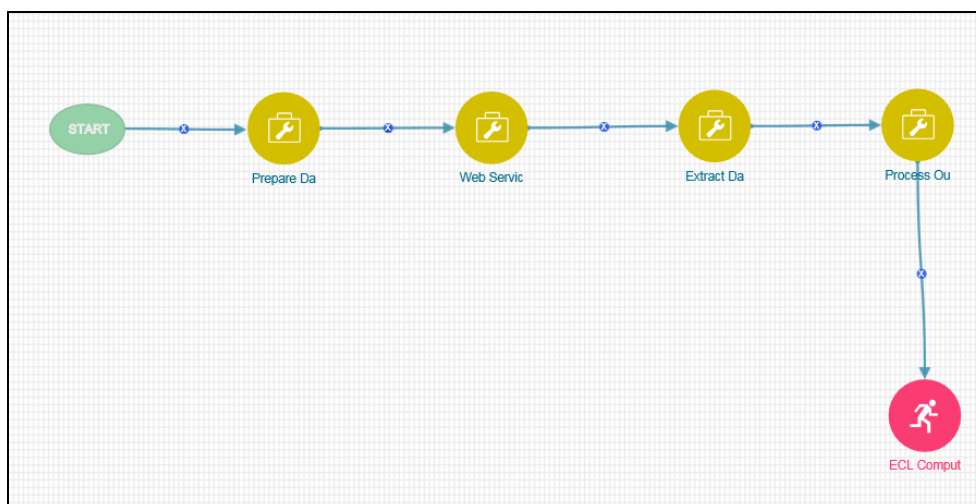 START
Prepare Da
Web Servic
Extract Da
Process Ou
ECL Comput